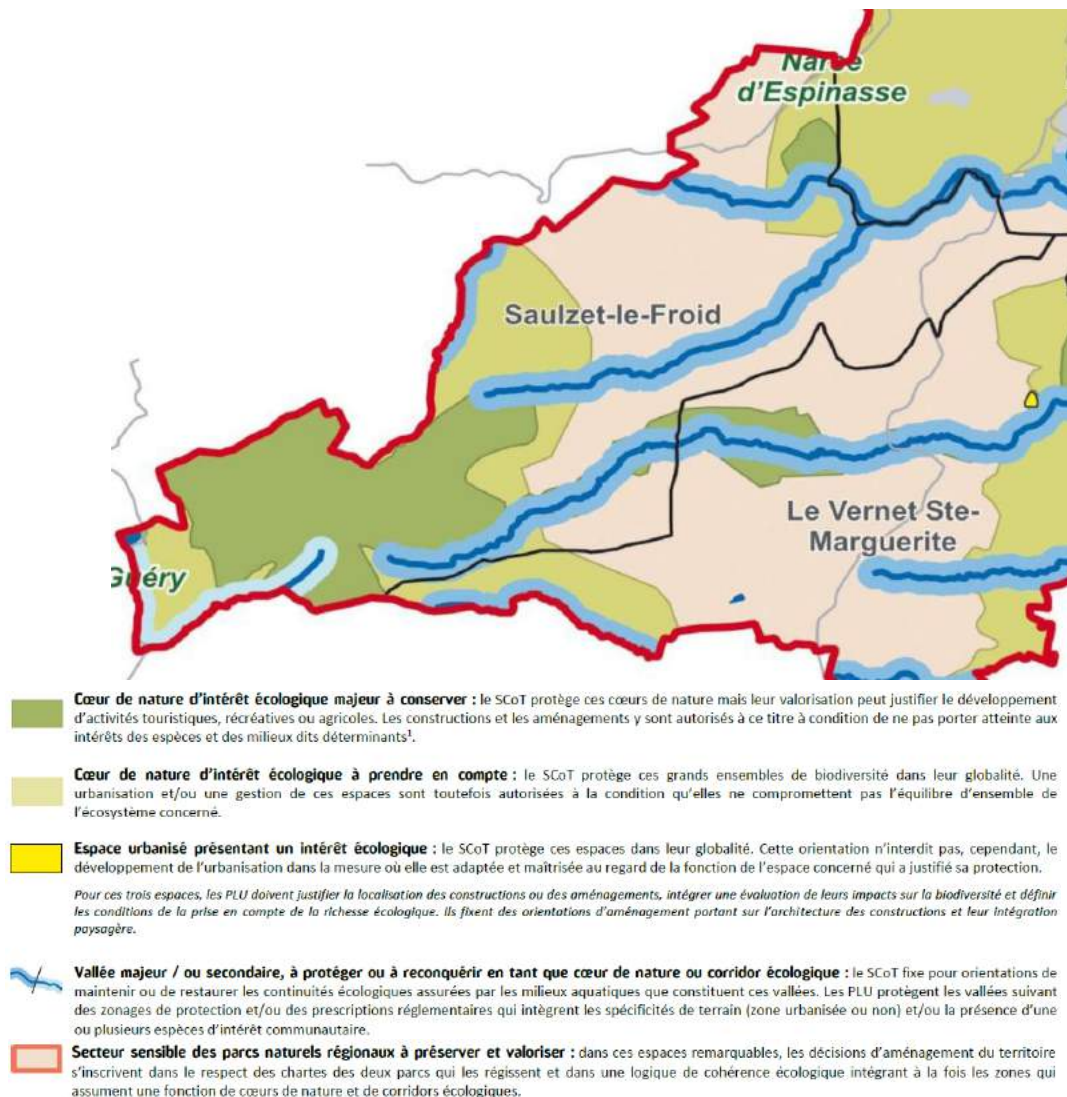 Narse
d'Espinasse
Saulzet-le-Froid
Le Vernet Ste-
Marguerite
Guéry
Cœur de nature d'intérêt écologique majeur à conserver : le SCoT protège ces cœurs de nature mais leur valorisation peut justifier le développement
d'activités touristiques, récréatives ou agricoles. Les constructions et les aménagements y sont autorisés à ce titre à condition de ne pas porter atteinte aux
intérêts des espèces et des milieux dits déterminants¹.
Cœur de nature d'intérêt écologique à prendre en compte : le SCoT protège ces grands ensembles de biodiversité dans leur globalité. Une
urbanisation et/ou une gestion de ces espaces sont toutefois autorisées à la condition qu'elles ne compromettent pas l'équilibre d'ensemble de
l'écosystème concerné.
Espace urbanisé présentant un intérêt écologique : le SCoT protège ces espaces dans leur globalité. Cette orientation n'interdit pas, cependant, le
développement de l'urbanisation dans la mesure où elle est adaptée et maîtrisée au regard de la fonction de l'espace concerné qui a justifié sa protection.
Pour ces trois espaces, les PLU doivent justifier la localisation des constructions ou des aménagements, intégrer une évaluation de leurs impacts sur la biodiversité et définir
les conditions de la prise en compte de la richesse écologique. Ils fixent des orientations d'aménagement portant sur l'architecture des constructions et leur intégration
paysagère.
Vallée majeur / ou secondaire, à protéger ou à reconquérir en tant que cœur de nature ou corridor écologique : le SCoT fixe pour orientations de
maintenir ou de restaurer les continuités écologiques assurées par les milieux aquatiques que constituent ces vallées. Les PLU protègent les vallées suivant
des zonages de protection et/ou des prescriptions réglementaires qui intègrent les spécificités de terrain (zone urbanisée ou non) et/ou la présence d'une
ou plusieurs espèces d'intérêt communautaire.
Secteur sensible des parcs naturels régionaux à préserver et valoriser : dans ces espaces remarquables, les décisions d'aménagement du territoire
s'inscrivent dans le respect des chartes des deux parcs qui les régissent et dans une logique de cohérence écologique intégrant à la fois les zones qui
assument une fonction de cœurs de nature et de corridors écologiques.